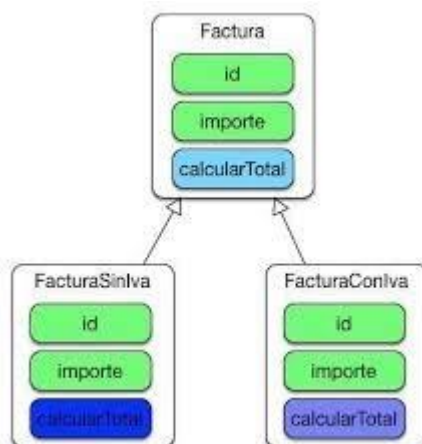 Factura
id
importe
calcularTotal
FacturaSinIva
id
importe
calcularTotal
FacturaConIva
id
importe
calcularTotal